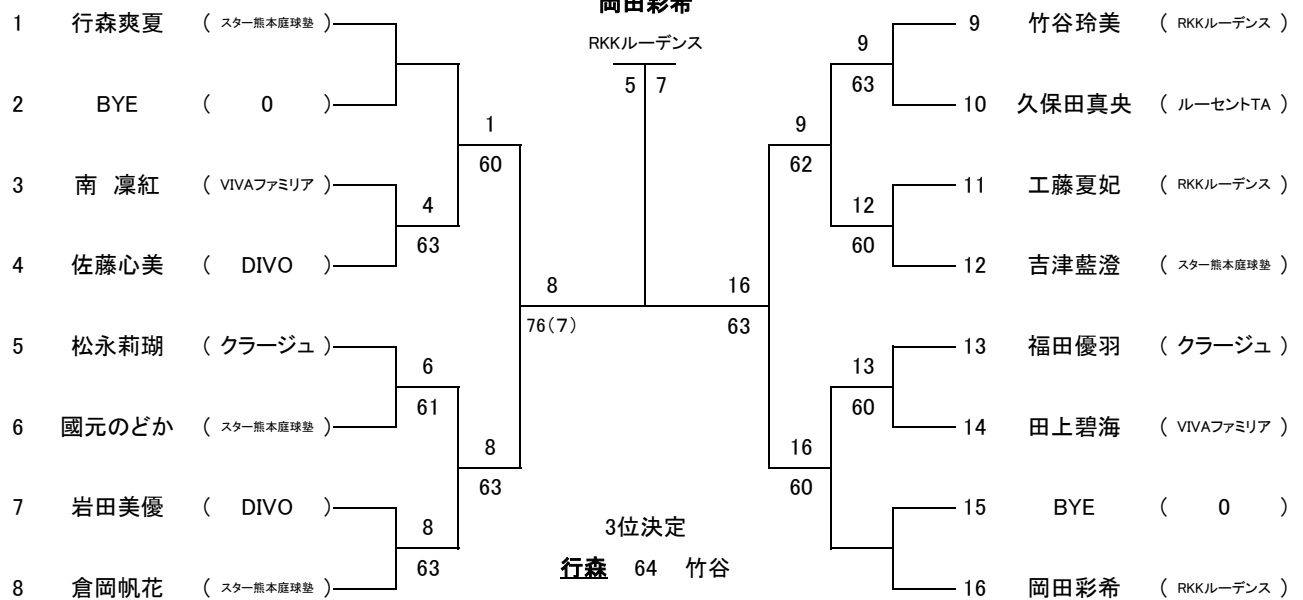 岡田彩希
RKKルーデンス
5 7
1 行森爽夏 ( スター熊本庭球塾 )
2 BYE ( 0 )
3 南 凜紅 ( VIVAファミリア )
4 佐藤心美 ( DIVO )
5 松永莉瑚 ( クラージュ )
6 國元のどか ( スター熊本庭球塾 )
7 岩田美優 ( DIVO )
8 倉岡帆花 ( スター熊本庭球塾 )
4
63
6
61
8
63
1
60
8
63
8
76(7)
16
63
9
62
16
60
9
63
12
60
13
60
9 竹谷玲美 ( RKKルーデンス )
10 久保田真央 ( ルーセントTA )
11 工藤夏妃 ( RKKルーデンス )
12 吉津藍澄 ( スター熊本庭球塾 )
13 福田優羽 ( クラージュ )
14 田上碧海 ( VIVAファミリア )
15 BYE ( 0 )
16 岡田彩希 ( RKKルーデンス )
3位決定
行森 64 竹谷